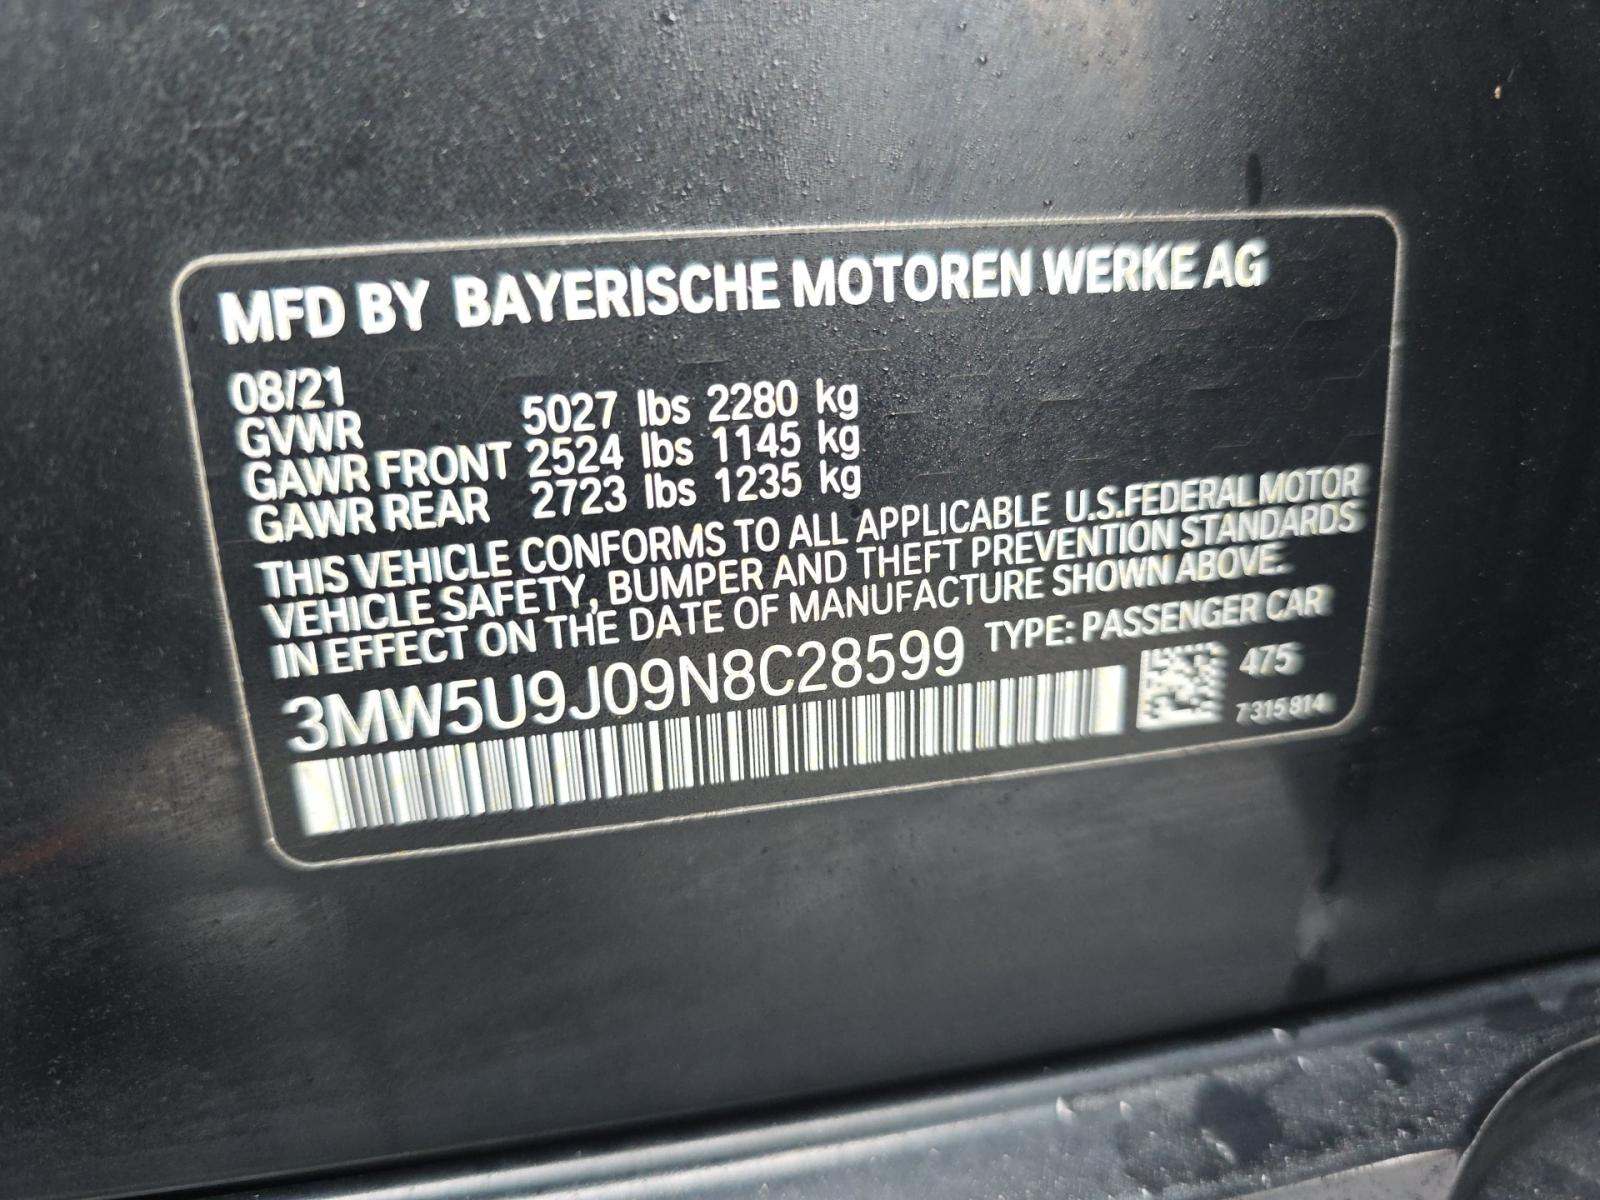 MFD BY BAYERISCHE MOTOREN WERKE AG
08/21
GVWR 5027 lbs 2280 kg
GAWR FRONT 2524 lbs 1145 kg
GAWR REAR 2723 lbs 1235 kg
THIS VEHICLE CONFORMS TO ALL APPLICABLE U.S.FEDERAL MOTOR
VEHICLE SAFETY, BUMPER AND THEFT PREVENTION STANDARDS
IN EFFECT ON THE DATE OF MANUFACTURE SHOWN ABOVE.
3MW5U9J09N8C28599 TYPE: PASSENGER CAR
475
7 315 814